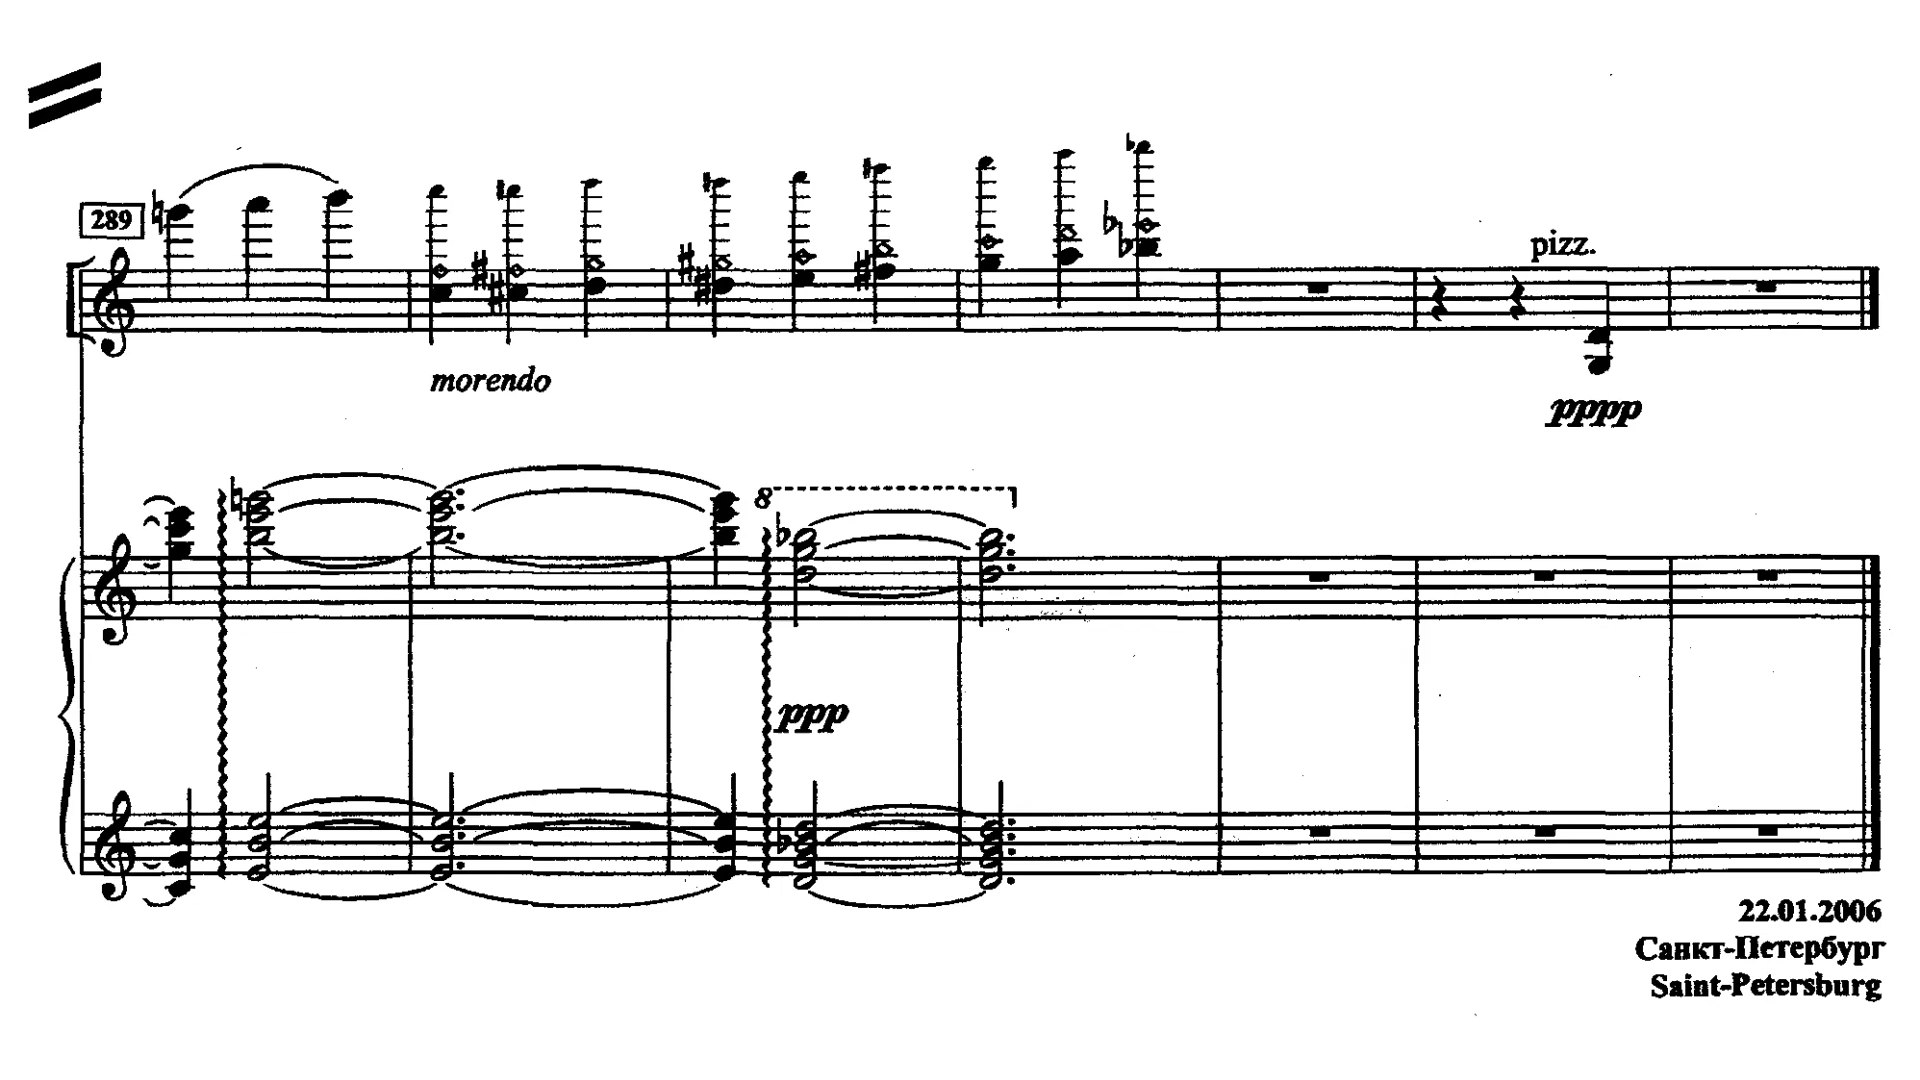 289
pizz.
morendo
pppp
8
ppp
22.01.2006
Санкт-Петербург
Saint-Petersburg